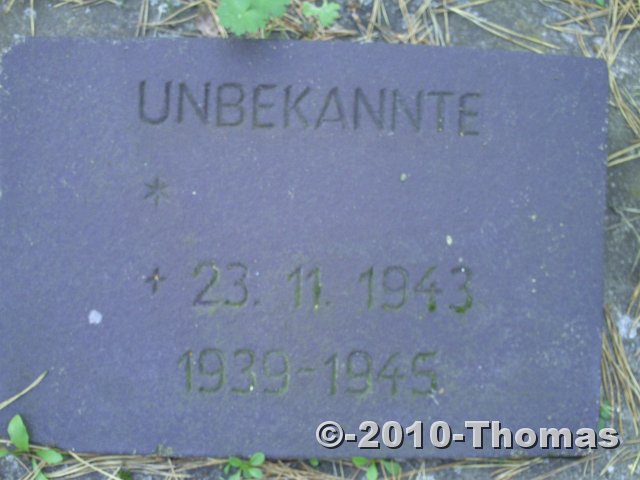 UNBEKANNTE
*
✝ 23. 11. 1943
1939-1945
©-2010-Thomas